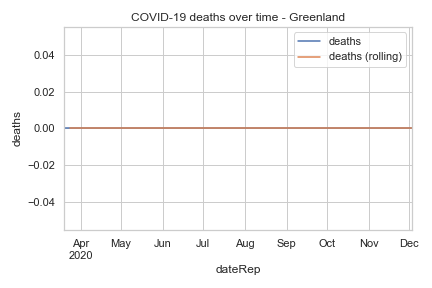 COVID-19 deaths over time - Greenland
deaths
deaths (rolling)
0.04
0.02
0.00
−0.02
−0.04
deaths
Apr May Jun Jul Aug Sep Oct Nov Dec
2020
dateRep